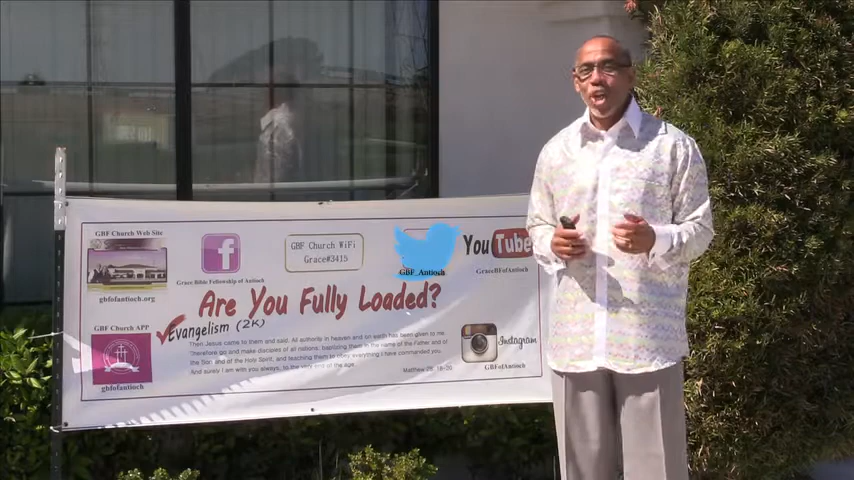 GBF Church Web Site
gbfofantioch.org
f
Grace Bible Fellowship of Antioch
GBF Church WiFi
Grace#3415
GBF_Antioch
YouTube
GraceBFofAntioch
Are You Fully Loaded?
Evangelism (2K)
GBF Church APP
gbfofantioch
Then Jesus came to them and said, All authority in heaven and on earth has been given to me.
Therefore go and make disciples of all nations, baptizing them in the name of the Father and of
the Son and of the Holy Spirit, and teaching them to obey everything I have commanded you.
And surely I am with you always, to the very end of the age.
Matthew 28: 18-20
Instagram
GBFofAntioch